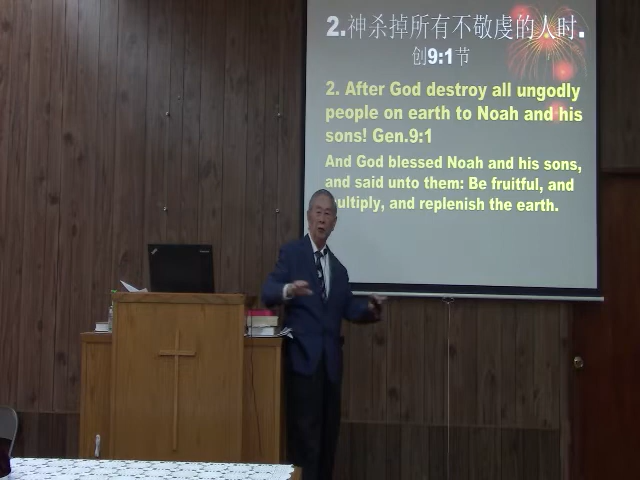 2.神杀掉所有不敬虔的人时.
创9:1节
2. After God destroy all ungodly
people on earth to Noah and his
sons! Gen.9:1
And God blessed Noah and his sons,
and said unto them: Be fruitful, and
multiply, and replenish the earth.